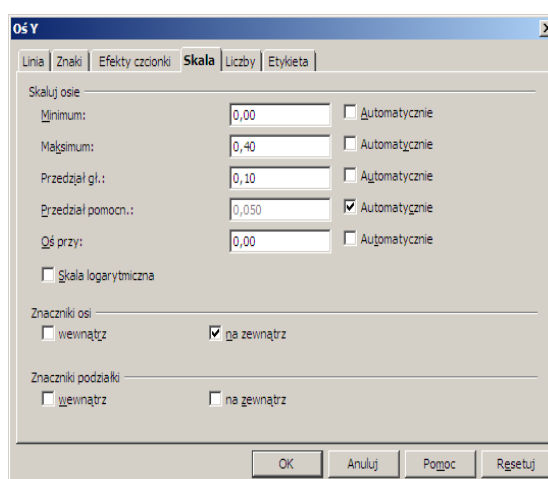 Oś Y
Linia Znaki Efekty czcionki Skala Liczby Etykieta
Skaluj osie
Minimum: 0,00 Automatycznie
Maksimum: 0,40 Automatycznie
Przedział gł.: 0,10 Automatycznie
Przedział pomocn.: 0,050 Automatycznie
Oś przy: 0,00 Automatycznie
Skala logarytmiczna
Znaczniki osi
wewnątrz na zewnątrz
Znaczniki podziałki
wewnątrz na zewnątrz
OK Anuluj Pomoc Resetuj